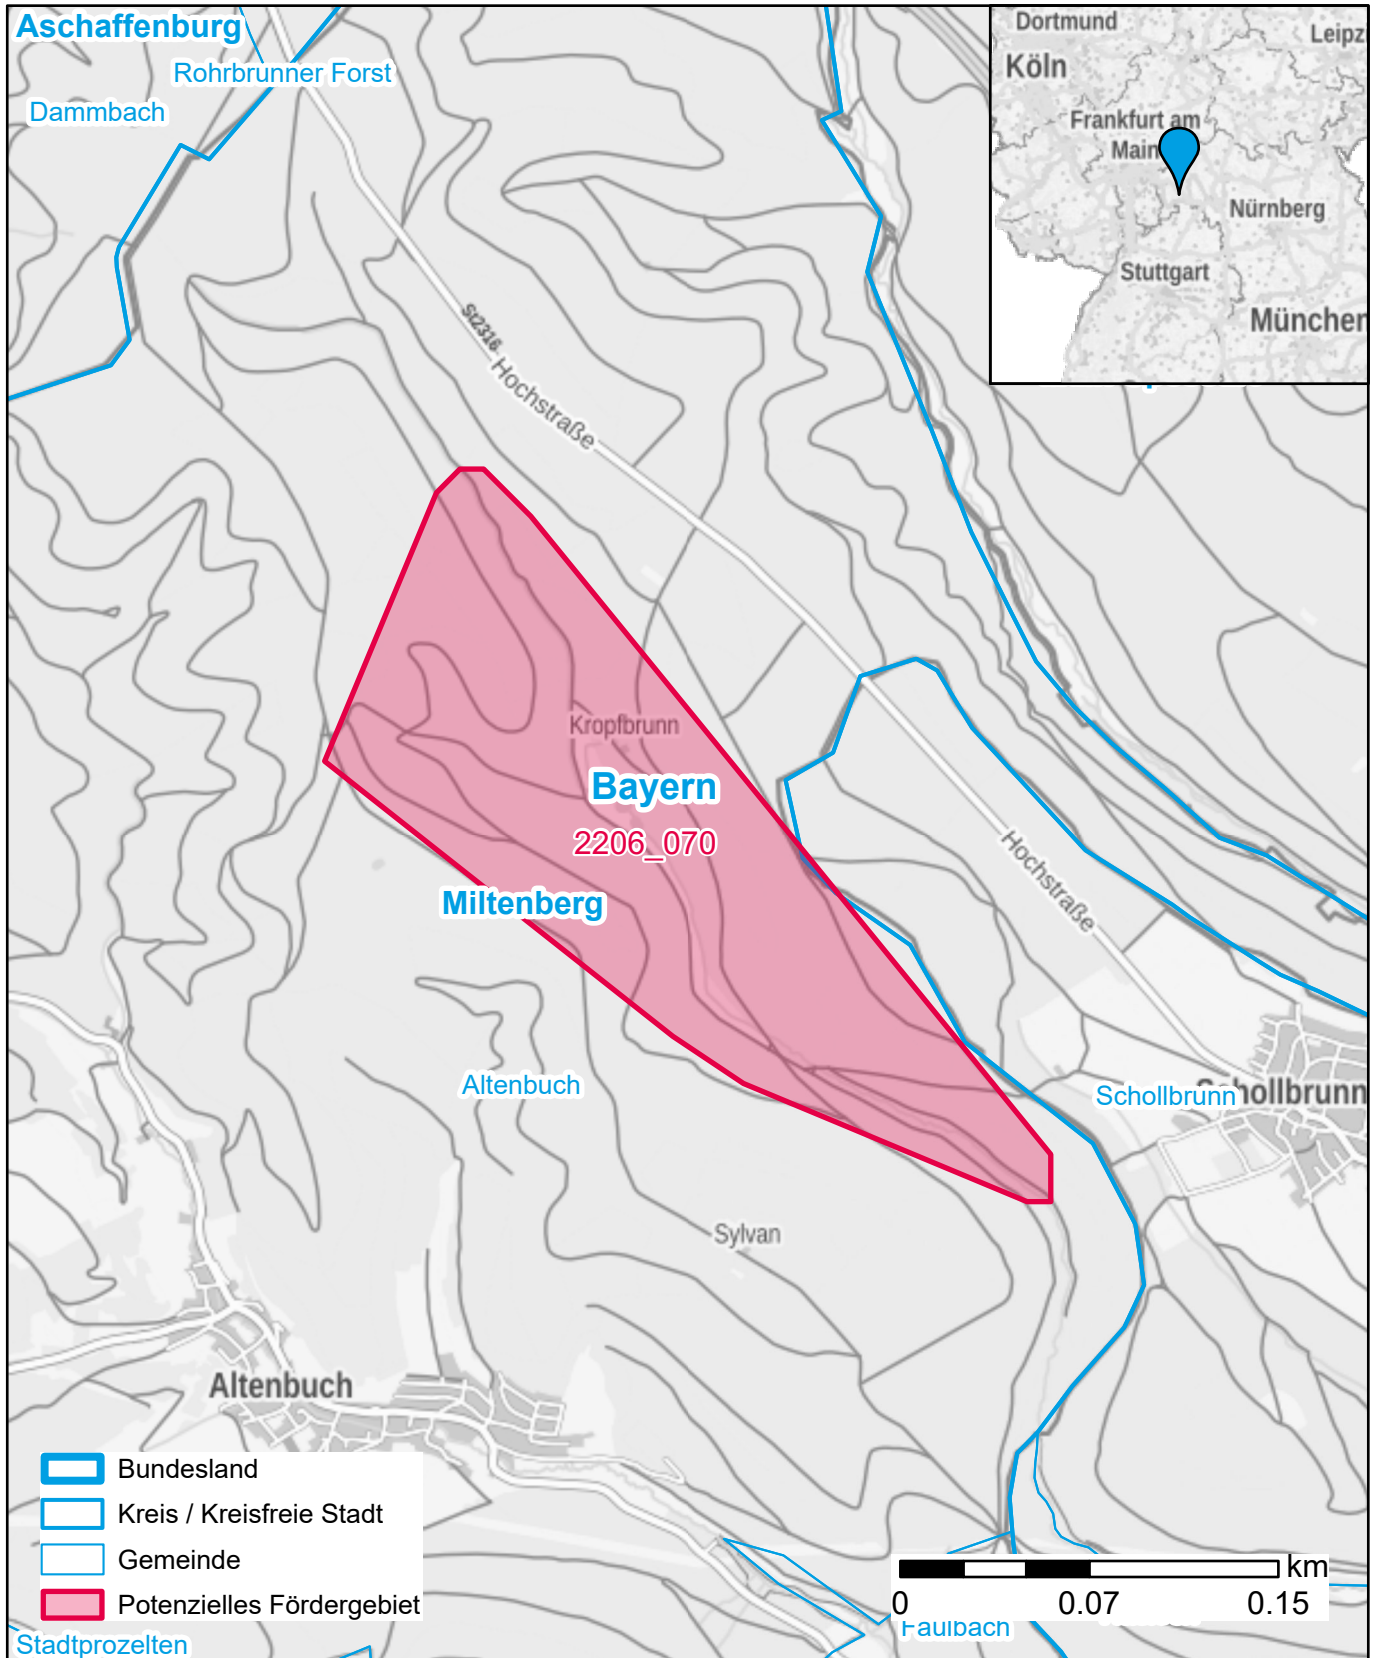 Aschaffenburg
Rohrbrunner Forst
Dammbach
Dortmund
Leipz
Köln
Frankfurt am
Main
Nürnberg
Stuttgart
München
St2316
Hochstraße
Kropfbrunn
Bayern
2206_070
Miltenberg
Hochstraße
Altenbuch
Schollbrunn
Schollbrunn
Sylvan
Altenbuch
Bundesland
Kreis / Kreisfreie Stadt
Gemeinde
Potenzielles Fördergebiet
km
0 0.07 0.15
Faulbach
Stadtprozelten